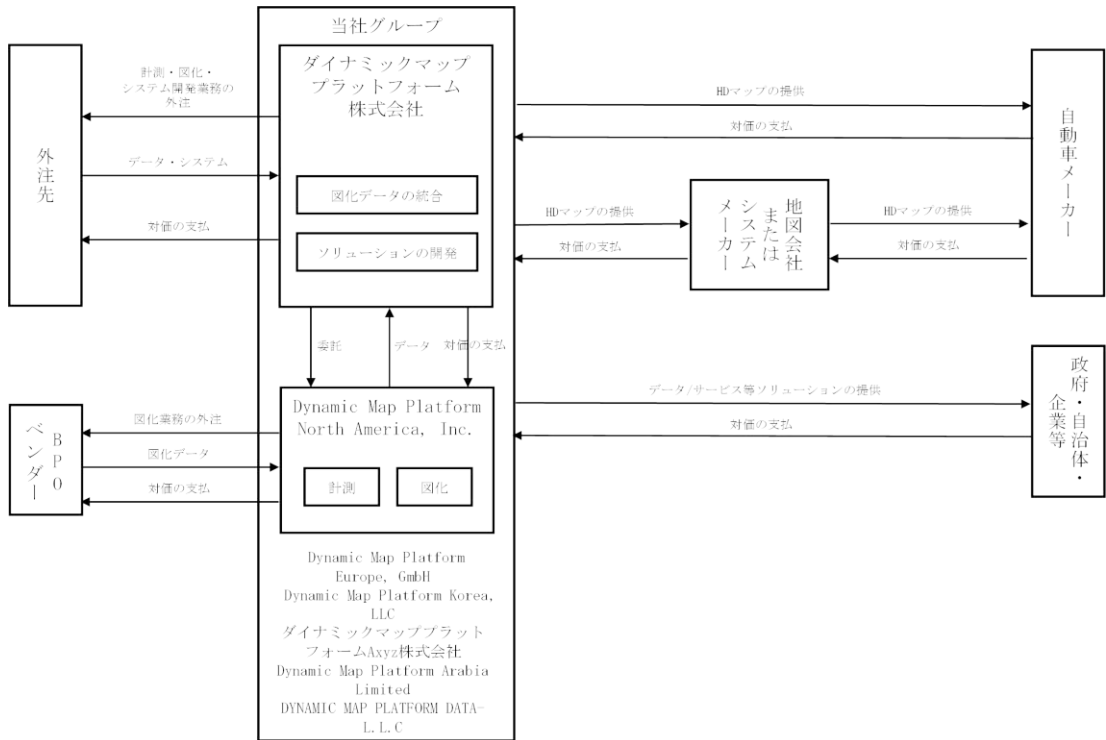 当社グループ
ダイナミックマップ
プラットフォーム
株式会社
図化データの統合
ソリューションの開発
計測・図化・
システム開発業務の
外注
データ・システム
対価の支払
外注先
HDマップの提供
対価の支払
自動車メーカー
HDマップの提供
対価の支払
地図会社
または
システム
メーカー
HDマップの提供
対価の支払
委託
データ
対価の支払
Dynamic Map Platform
North America, Inc.
計測
図化
図化業務の外注
図化データ
対価の支払
BPO
ベンダー
データ/サービス等ソリューションの提供
対価の支払
政府・自治体・
企業等
Dynamic Map Platform
Europe, GmbH
Dynamic Map Platform Korea,
LLC
ダイナミックマッププラット
フォームAxyz株式会社
Dynamic Map Platform Arabia
Limited
DYNAMIC MAP PLATFORM DATA-
L.L.C